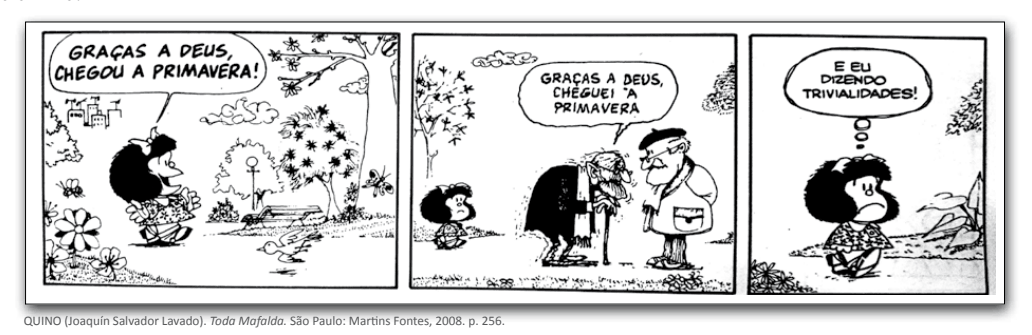 GRAÇAS A DEUS,
CHEGOU A PRIMAVERA!
GRAÇAS A DEUS,
CHEGUEI À
PRIMAVERA
E EU
DIZENDO
TRIVIALIDADES!
QUINO (Joaquín Salvador Lavado). Toda Mafalda. São Paulo: Martins Fontes, 2008. p. 256.